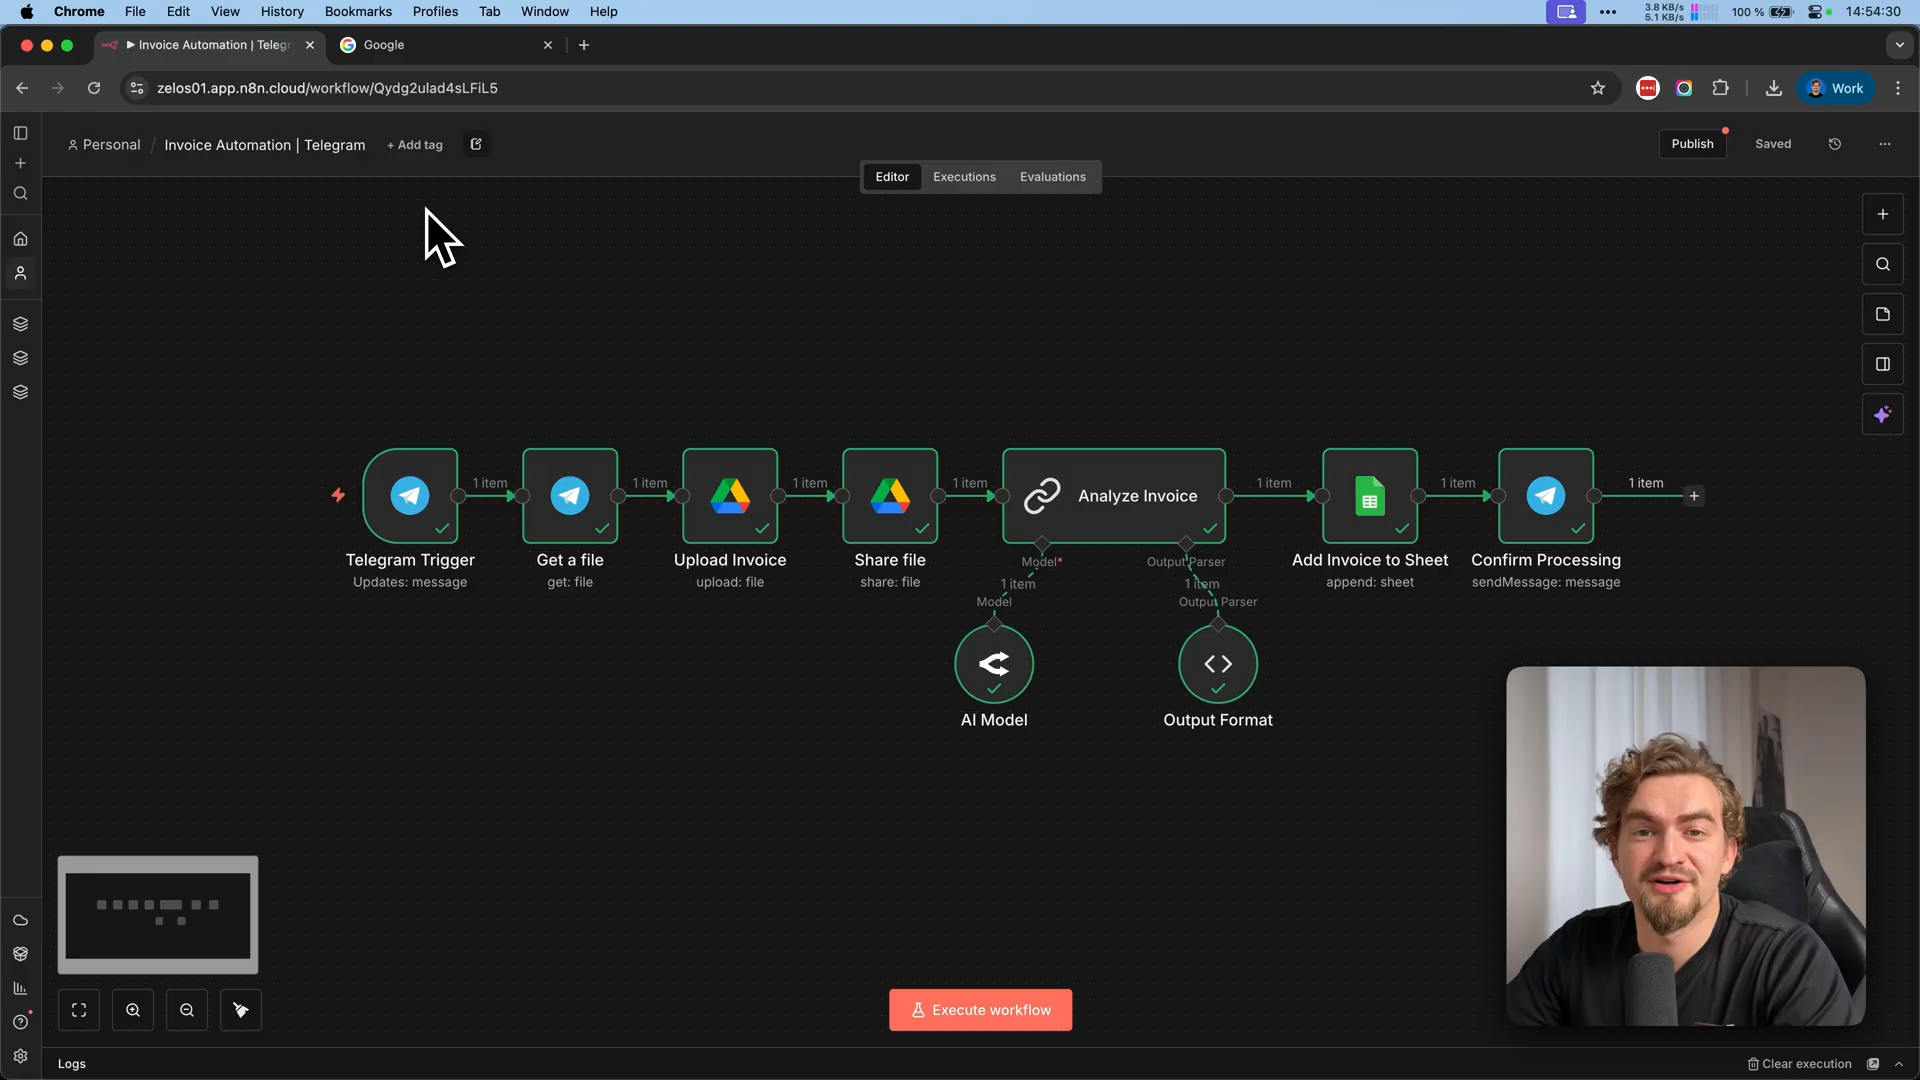 Chrome File Edit View History Bookmarks Profiles Tab Window Help
3.8 KB/s
5.1 KB/s
100 % 14:54:30
Invoice Automation | Teleg
Google
zelos01.app.n8n.cloud/workflow/Qydg2ulad4sLFiL5
Work
Personal / Invoice Automation | Telegram + Add tag
Publish Saved
Editor Executions Evaluations
1 item 1 item 1 item 1 item 1 item 1 item 1 item
Analyze Invoice
Telegram Trigger Get a file Upload Invoice Share file Model* Output Parser Add Invoice to Sheet Confirm Processing
Updates: message get: file upload: file share: file 1 item 1 item append: sheet sendMessage: message
Model Output Parser
AI Model Output Format
Execute workflow
Logs Clear execution